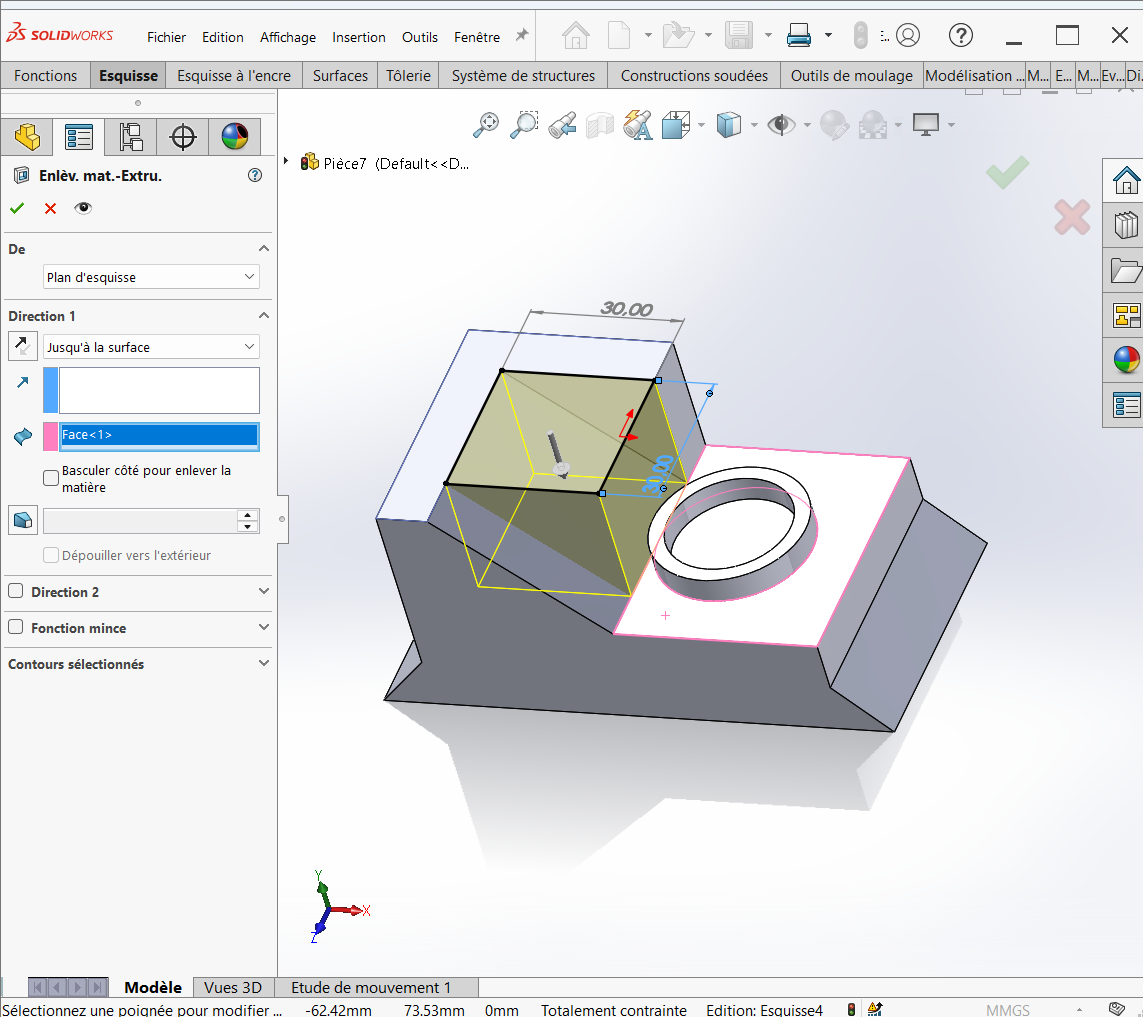 SOLIDWORKS
Fichier Edition Affichage Insertion Outils Fenêtre
Fonctions Esquisse Esquisse à l'encre Surfaces Tôlerie Système de structures Constructions soudées Outils de moulage Modélisation ... M... E... M... Ev... Di.
Pièce7 (Default<<D...
Enlèv. mat.-Extru.
De
Plan d'esquisse
Direction 1
Jusqu'à la surface
Face<1>
Basculer côté pour enlever la
matière
Dépouiller vers l'extérieur
Direction 2
Fonction mince
Contours sélectionnés
30,00
30,00
Y
X
Z
Modèle Vues 3D Etude de mouvement 1
Sélectionnez une poignée pour modifier ... -62.42mm 73.53mm 0mm Totalement contrainte Edition: Esquisse4 MMGS